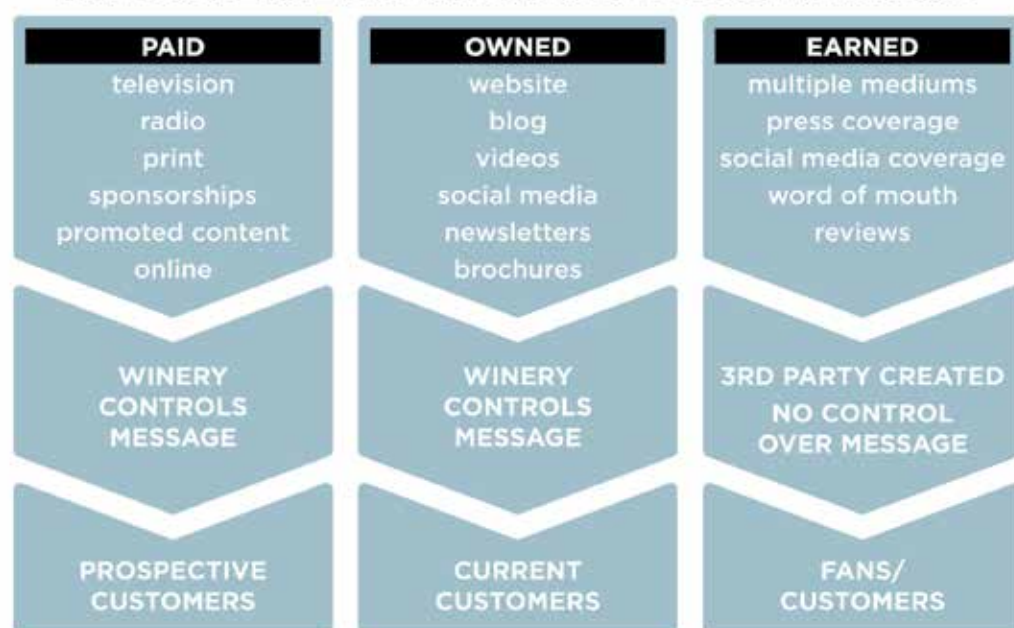 PAID
television
radio
print
sponsorships
promoted content
online
WINERY
CONTROLS
MESSAGE
PROSPECTIVE
CUSTOMERS
OWNED
website
blog
videos
social media
newsletters
brochures
WINERY
CONTROLS
MESSAGE
CURRENT
CUSTOMERS
EARNED
multiple mediums
press coverage
social media coverage
word of mouth
reviews
3RD PARTY CREATED
NO CONTROL
OVER MESSAGE
FANS/
CUSTOMERS